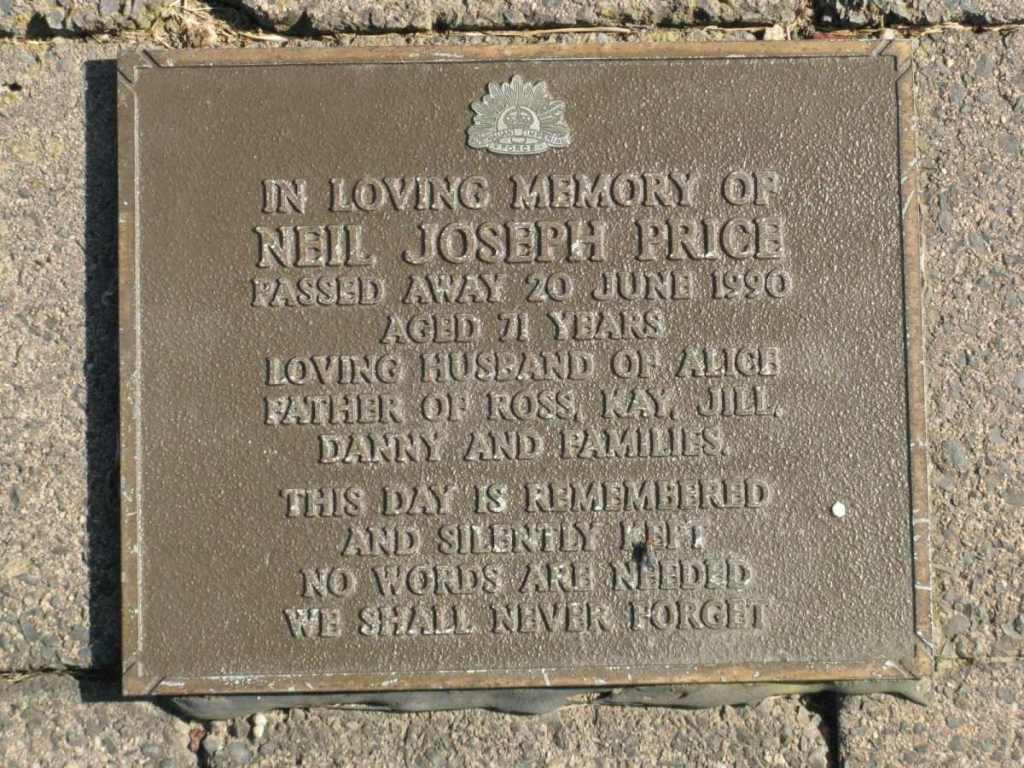 IN LOVING MEMORY OF
NEIL JOSEPH PRICE
PASSED AWAY 20 JUNE 1990
AGED 71 YEARS
LOVING HUSBAND OF ALICE
FATHER OF ROSS, KAY, JILL,
DANNY AND FAMILIES.
THIS DAY IS REMEMBERED
AND SILENTLY KEPT
NO WORDS ARE NEEDED
WE SHALL NEVER FORGET